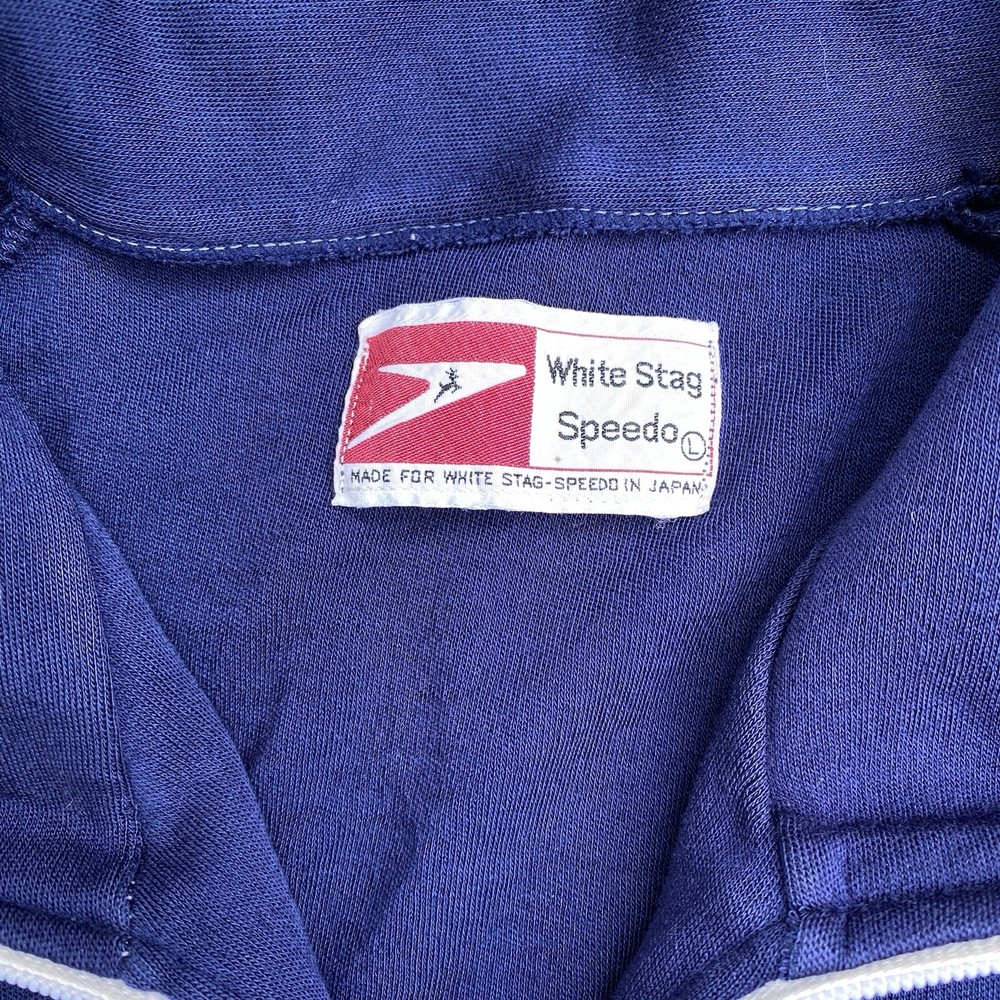 White Stag
Speedo Ⓛ
MADE FOR WHITE STAG-SPEEDO IN JAPAN